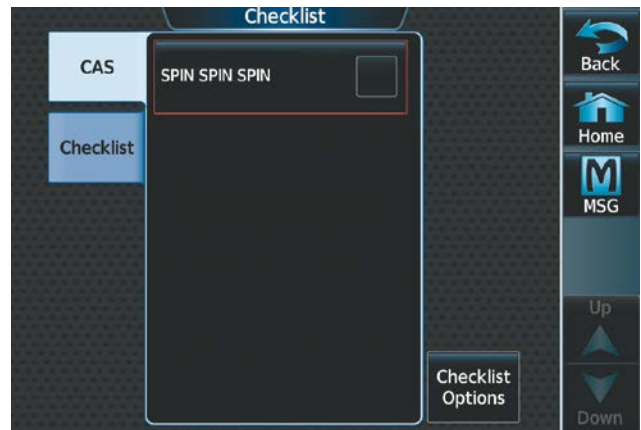 Checklist
CAS
SPIN SPIN SPIN
Checklist
Checklist
Options
Back
Home
MSG
Up
Down